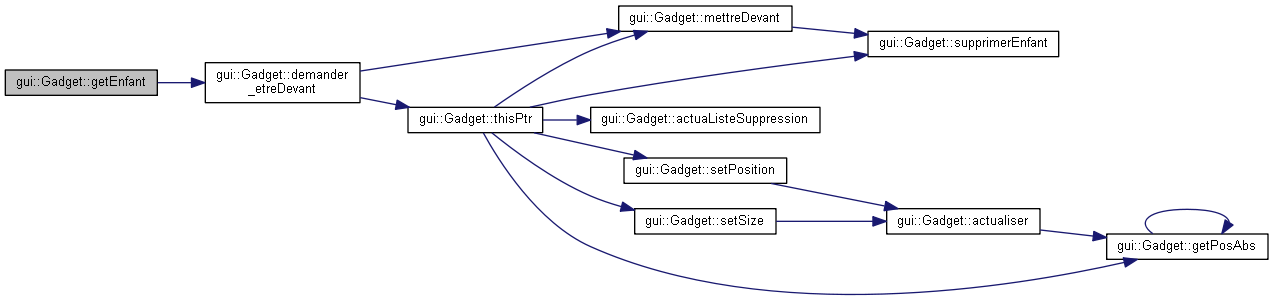 gui::Gadget::getEnfant
gui::Gadget::demander
_etreDevant
gui::Gadget::thisPtr
gui::Gadget::mettreDevant
gui::Gadget::supprimerEnfant
gui::Gadget::actuaListeSuppression
gui::Gadget::setPosition
gui::Gadget::setSize
gui::Gadget::actualiser
gui::Gadget::getPosAbs